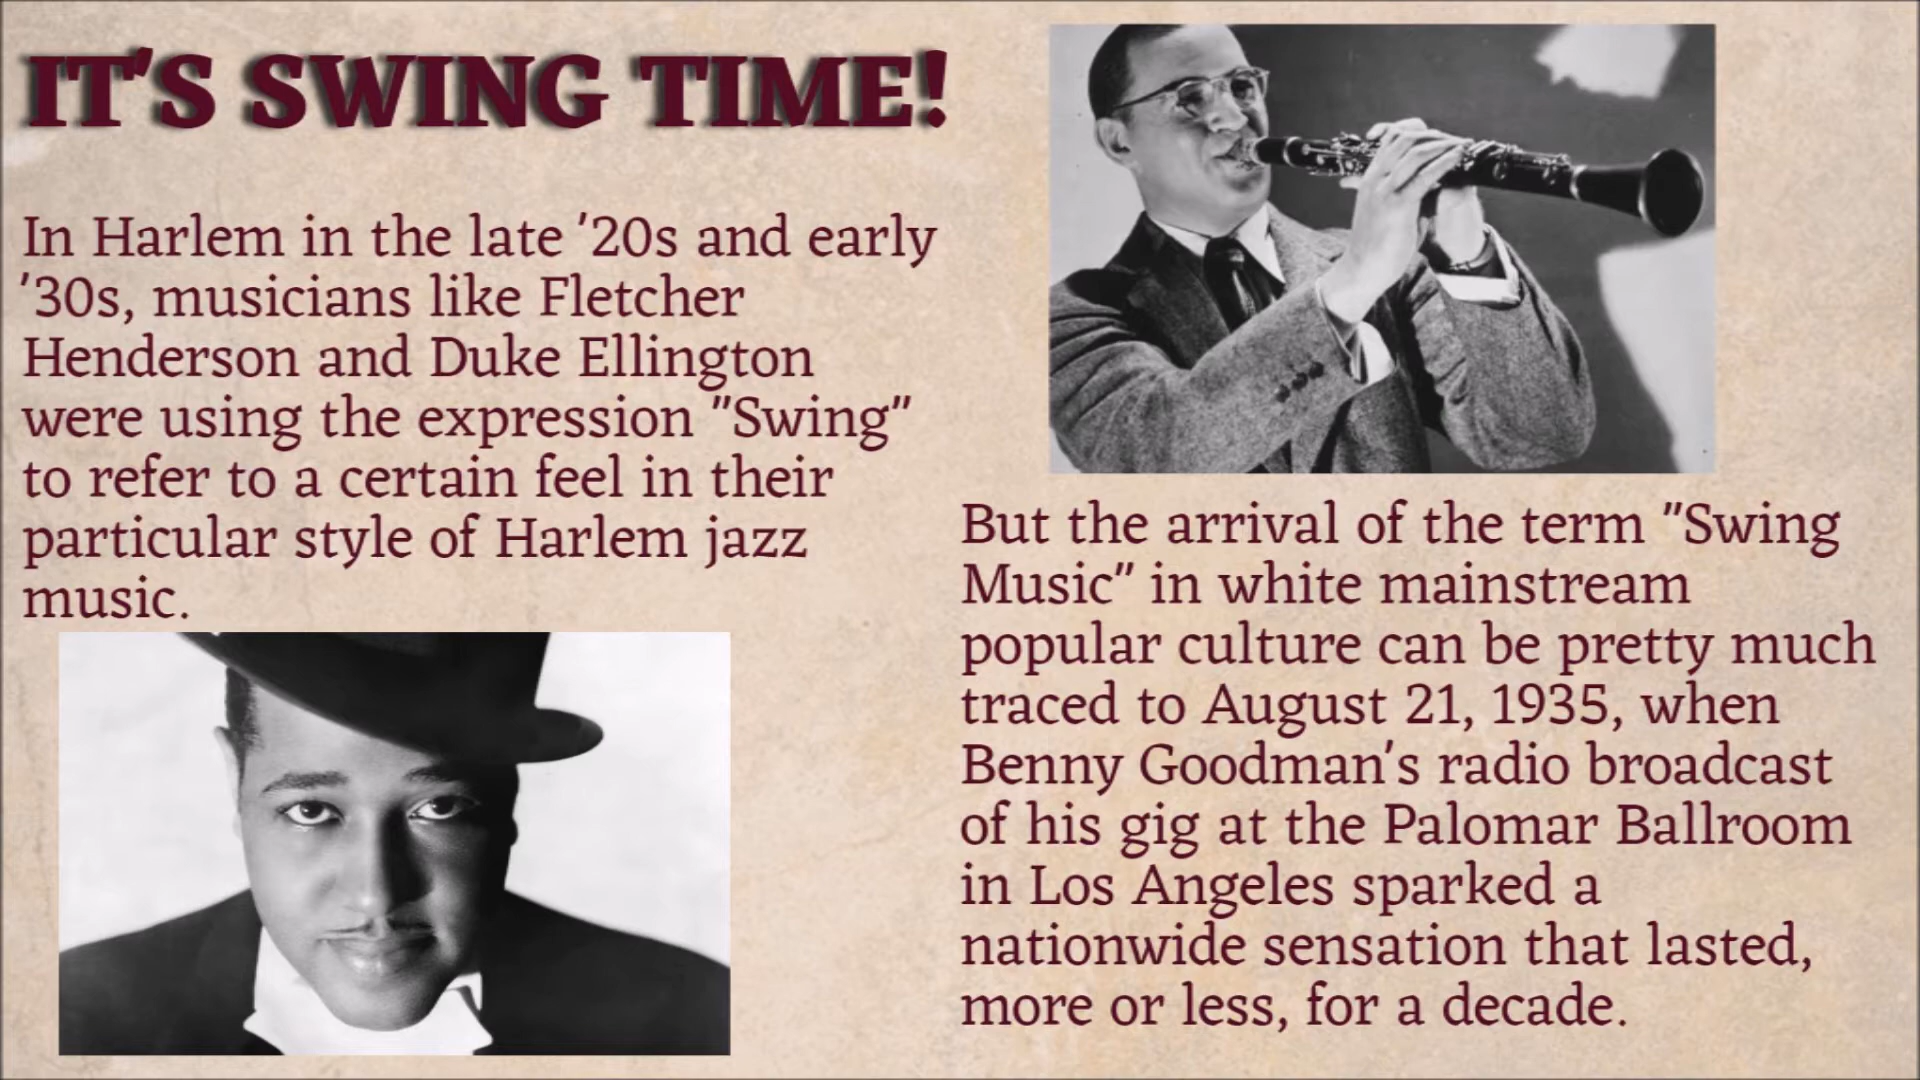 IT'S SWING TIME!
In Harlem in the late '20s and early
'30s, musicians like Fletcher
Henderson and Duke Ellington
were using the expression "Swing"
to refer to a certain feel in their
particular style of Harlem jazz
music.
But the arrival of the term "Swing
Music" in white mainstream
popular culture can be pretty much
traced to August 21, 1935, when
Benny Goodman's radio broadcast
of his gig at the Palomar Ballroom
in Los Angeles sparked a
nationwide sensation that lasted,
more or less, for a decade.